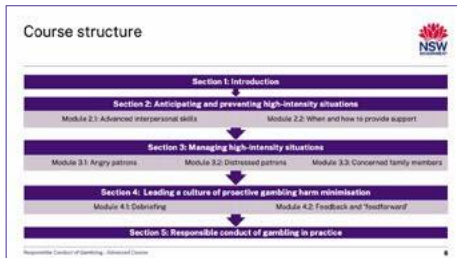 Course structure
NSW
GOVERNMENT
Section 1: Introduction
Section 2: Anticipating and preventing high-intensity situations
Module 2.1: Advanced interpersonal skills
Module 2.2: When and how to provide support
Section 3: Managing high-intensity situations
Module 3.1: Angry patrons
Module 3.2: Distressed patrons
Module 3.3: Concerned family members
Section 4: Leading a culture of proactive gambling harm minimisation
Module 4.1: Debriefing
Module 4.2: Feedback and 'feedforward'
Section 5: Responsible conduct of gambling in practice
Responsible Conduct of Gambling - Advanced Course